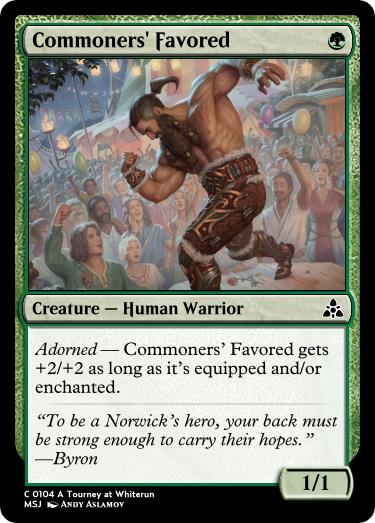 Commoners' Favored
Creature — Human Warrior
Adorned — Commoners' Favored gets
+2/+2 as long as it's equipped and/or
enchanted.
"To be a Norwick's hero, your back must
be strong enough to carry their hopes."
—Byron
1/1
C 0104 A Tourney at Whiterun
MSJ Andy Aslamov